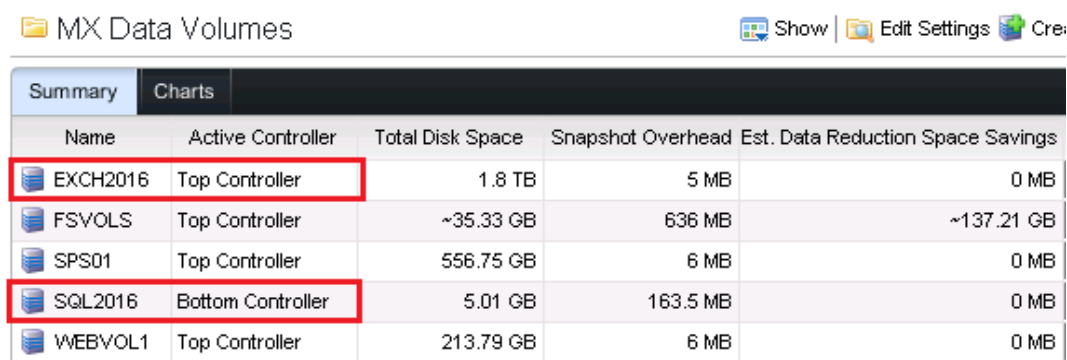 MX Data Volumes Show Edit Settings
Summary Charts
Name Active Controller Total Disk Space Snapshot Overhead Est. Data Reduction Space Savings
EXCH2016 Top Controller 1.8 TB 5 MB 0 MB
FSVOLS Top Controller ~35.33 GB 636 MB ~137.21 GB
SPS01 Top Controller 556.75 GB 6 MB 0 MB
SQL2016 Bottom Controller 5.01 GB 163.5 MB 0 MB
WEBVOL1 Top Controller 213.79 GB 6 MB 0 MB